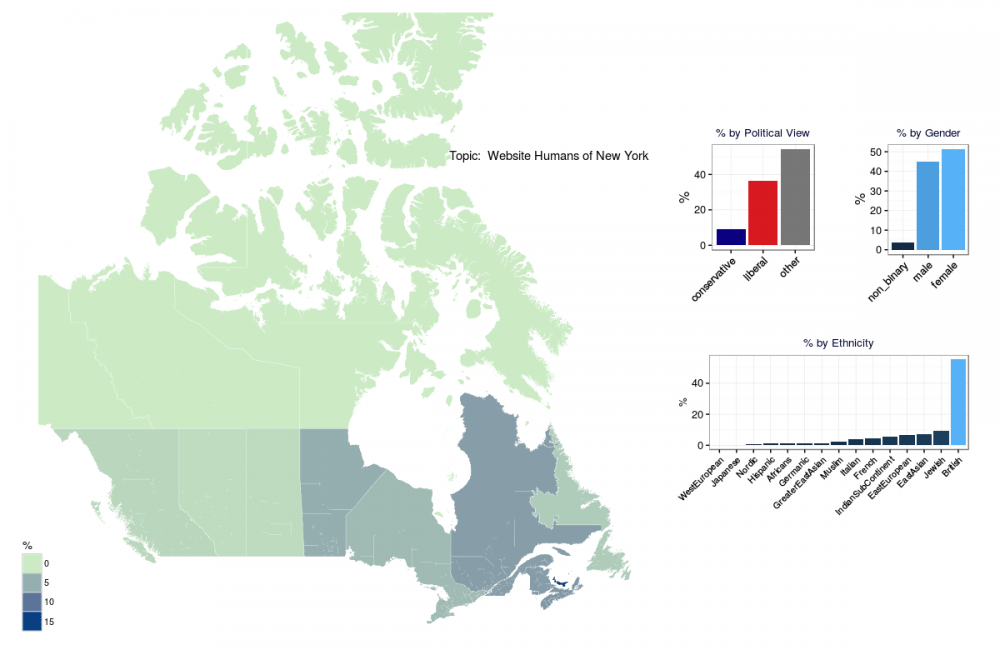 % by Political View
% by Gender
Topic:  Website Humans of New York
%
40
20
0
conservative
liberal
other
%
50
40
30
20
10
0
non_binary
male
female
% by Ethnicity
%
40
20
0
WestEuropean
Japanese
Nordic
Hispanic
Africans
Germanic
GreaterEastAsian
Muslim
Italian
French
IndianSubContinent
EastEuropean
EastAsian
Jewish
British
%
0
5
10
15